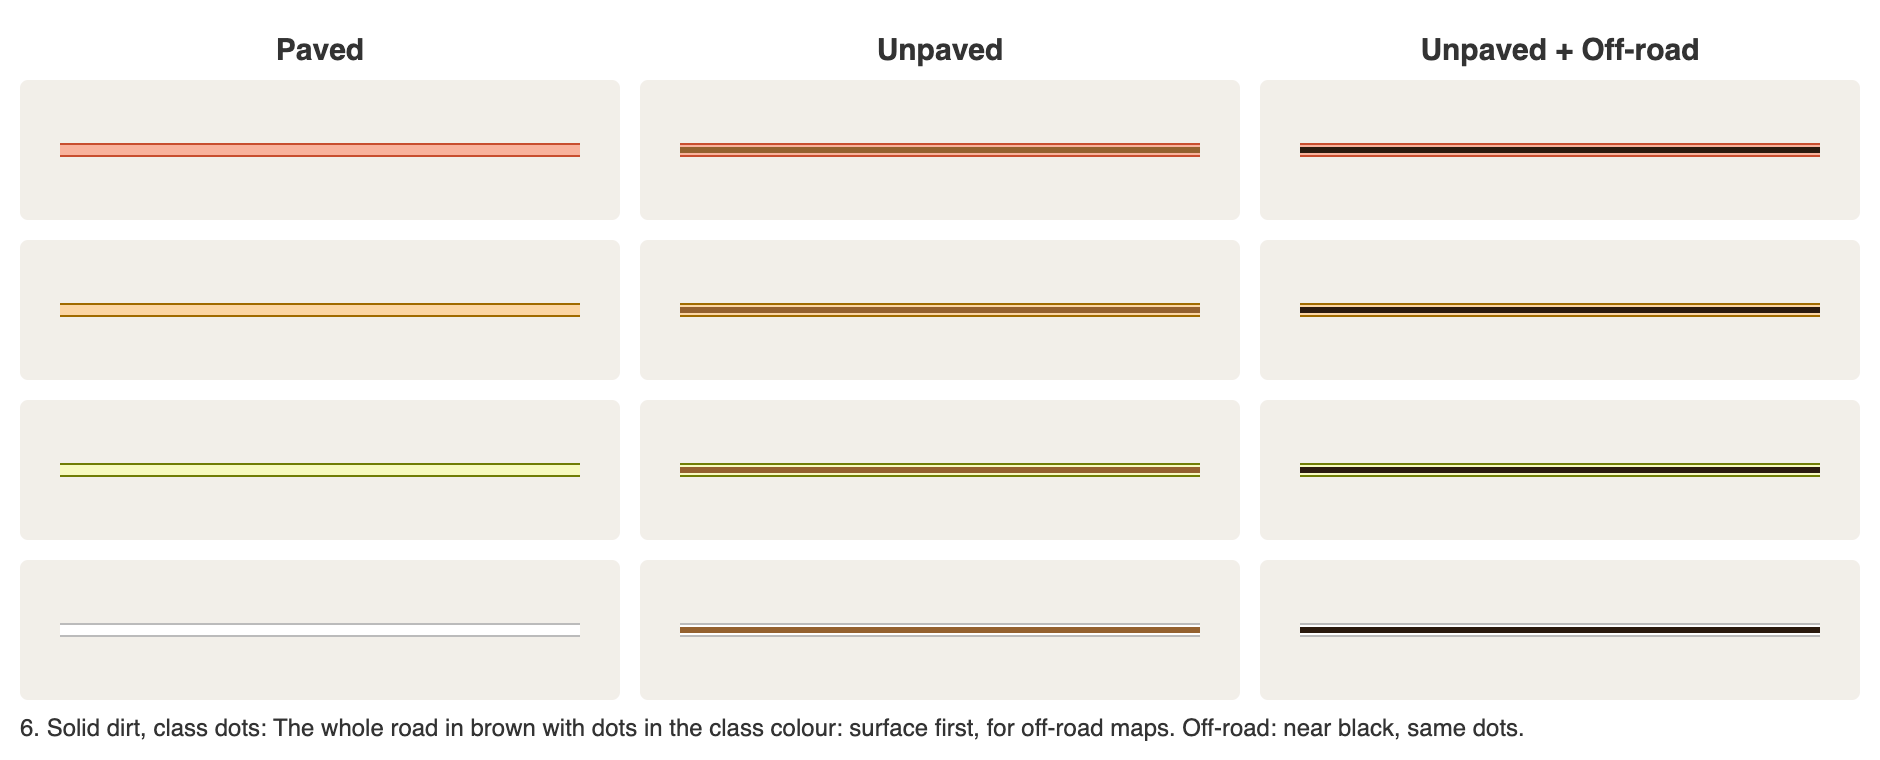 Paved
Unpaved
Unpaved + Off-road
6. Solid dirt, class dots: The whole road in brown with dots in the class colour: surface first, for off-road maps. Off-road: near black, same dots.